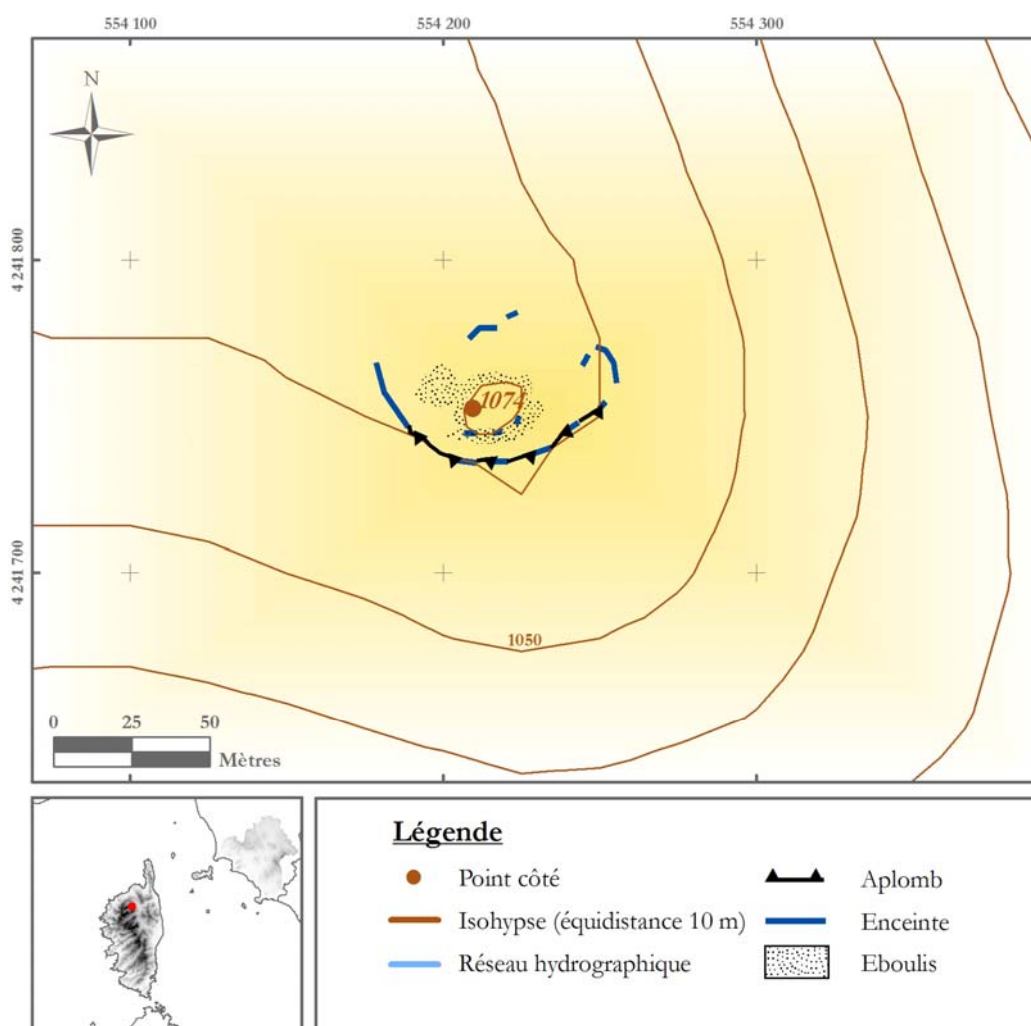 554 100
554 200
554 300
N
4 241 800
1074
4 241 700
1050
0 25 50
Mètres
Légende
Point côté
Aplomb
Isohypse (équidistance 10 m)
Enceinte
Réseau hydrographique
Eboulis